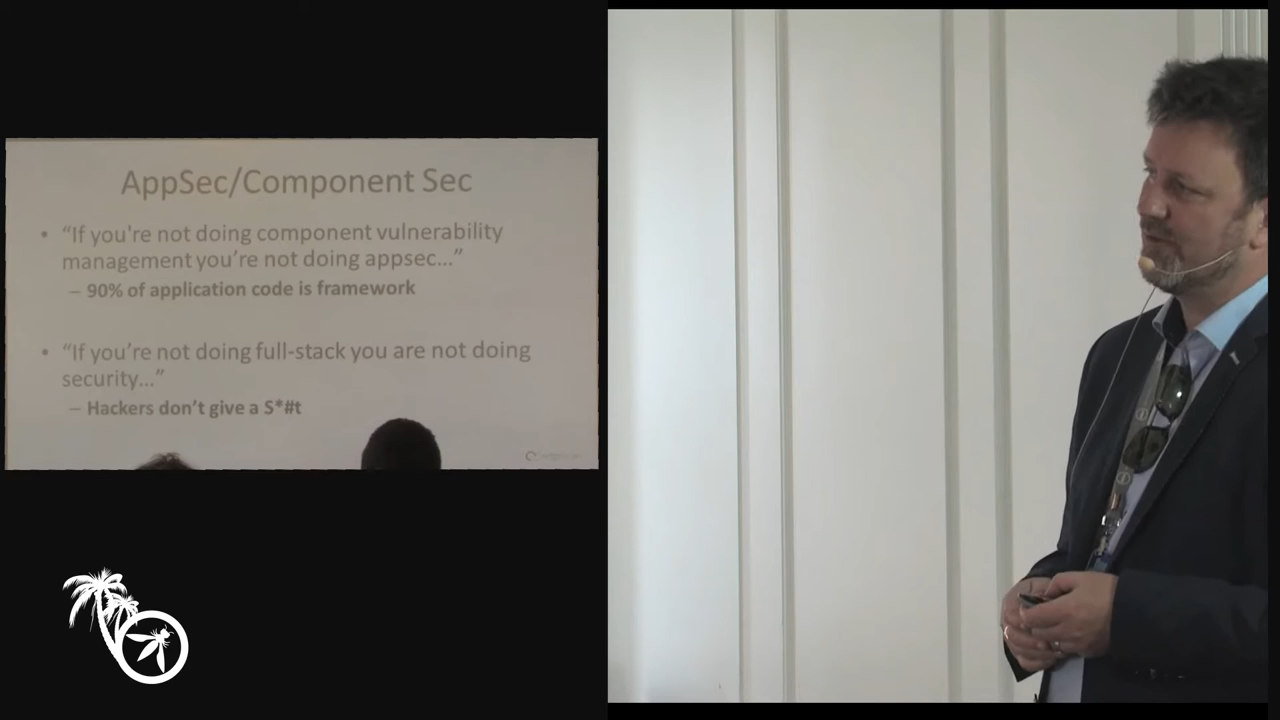 AppSec/Component Sec
• “If you're not doing component vulnerability
management you’re not doing appsec…”
– 90% of application code is framework
• “If you’re not doing full-stack you are not doing
security…”
– Hackers don’t give a S*#t